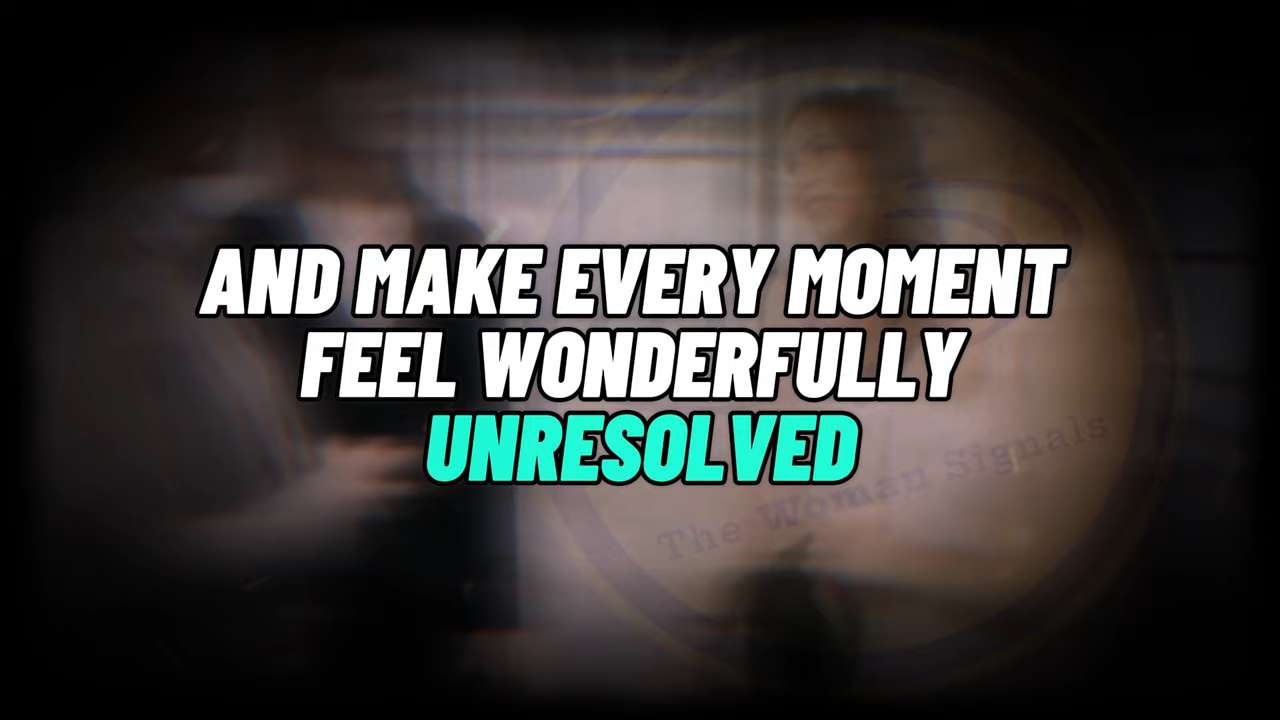 AND MAKE EVERY MOMENT
FEEL WONDERFULLY
UNRESOLVED
The Woman Signals